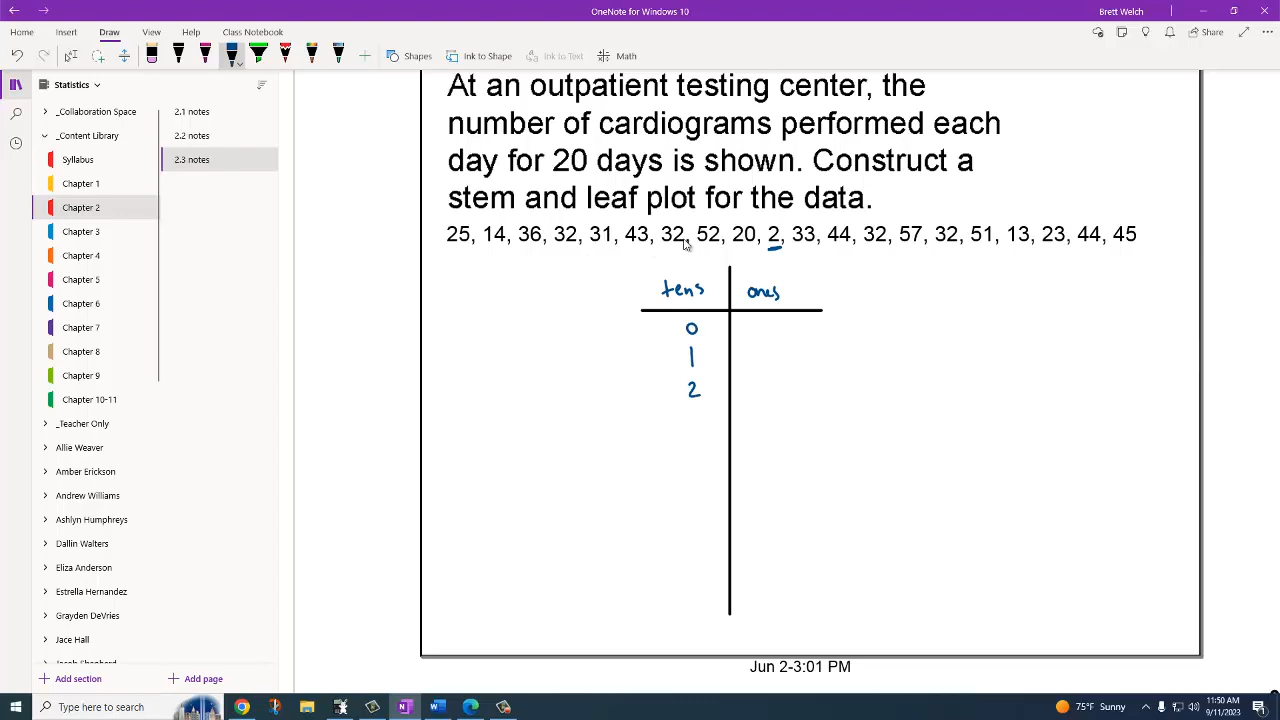 OneNote for Windows 10
Brett Welch
Home Insert Draw View Help Class Notebook
Share
Shapes Ink to Shape Ink to Text Math
Statistics
_Collaboration Space
_Content Library
Syllabus
Chapter 1
Chapter 2
Chapter 3
Chapter 4
Chapter 5
Chapter 6
Chapter 7
Chapter 8
Chapter 9
Chapter 10-11
_Teacher Only
Allie Weaver
Amber Erickson
Andrew Williams
Ashlyn Humphreys
Dallin Walters
Eliza Anderson
Estrella Hernandez
Grayden DeVries
Jace Hall
Jacob Shepherd
Add section
Add page
2.1 notes
2.2 notes
2.3 notes
At an outpatient testing center, the
number of cardiograms performed each
day for 20 days is shown. Construct a
stem and leaf plot for the data.
25, 14, 36, 32, 31, 43, 32, 52, 20, 2, 33, 44, 32, 57, 32, 51, 13, 23, 44, 45
tens ones
0
1
2
Jun 2-3:01 PM
Type here to search
75°F Sunny
11:50 AM
9/11/2023